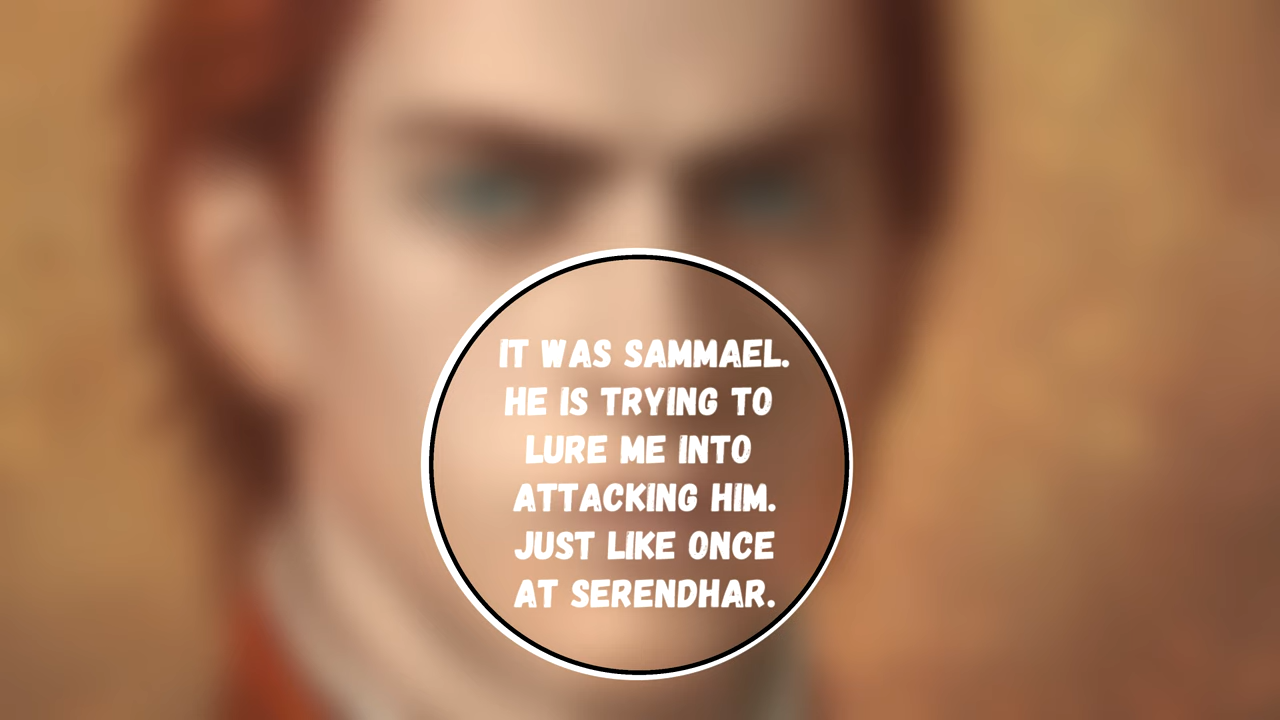 IT WAS SAMMAEL.
HE IS TRYING TO
LURE ME INTO
ATTACKING HIM.
JUST LIKE ONCE
AT SERENDHAR.